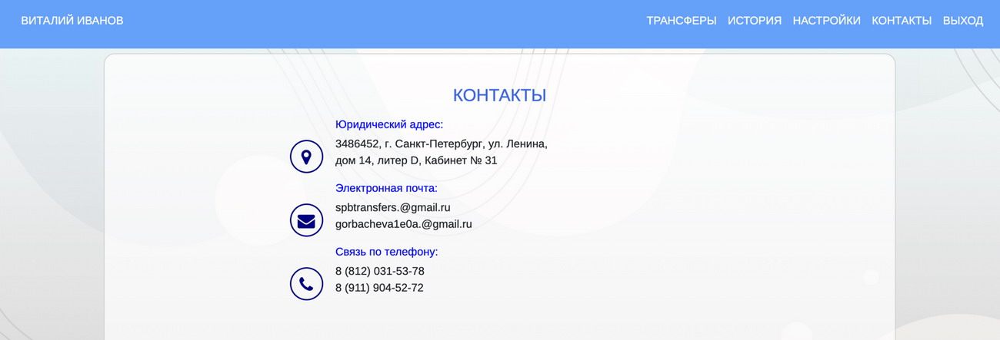 ВИТАЛИЙ ИВАНОВ
ТРАНСФЕРЫ ИСТОРИЯ НАСТРОЙКИ КОНТАКТЫ ВЫХОД
КОНТАКТЫ
Юридический адрес:
3486452, г. Санкт-Петербург, ул. Ленина,
дом 14, литер D, Кабинет № 31
Электронная почта:
spbtransfers.@gmail.ru
gorbacheva1e0a.@gmail.ru
Связь по телефону:
8 (812) 031-53-78
8 (911) 904-52-72